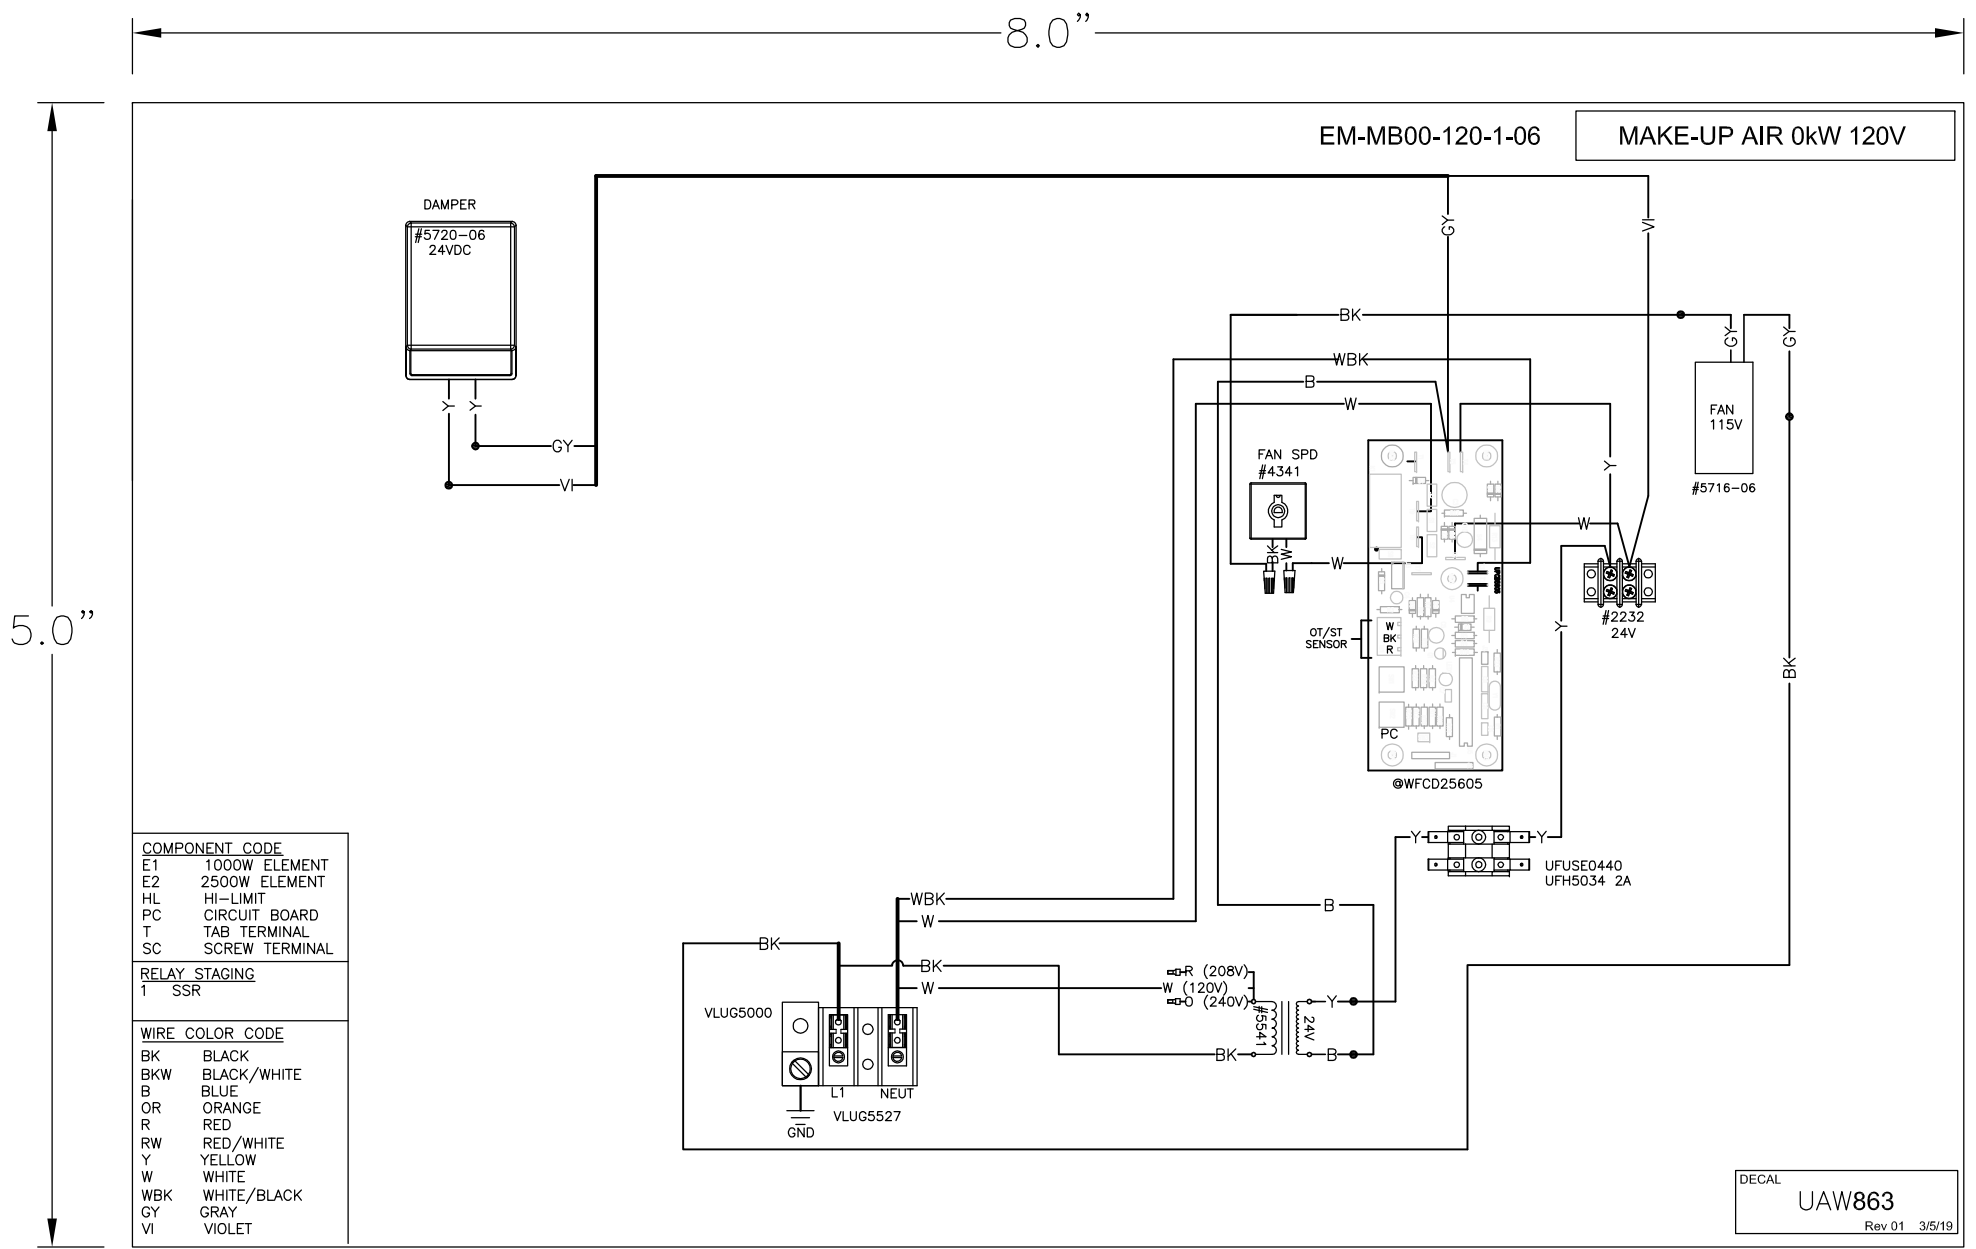 8.0”
5.0”
EM-MB00-120-1-06
MAKE-UP AIR 0kW 120V
DAMPER
#5720-06
24VDC
Y
Y
GY
VI
GY
VI
BK
GY
GY
WBK
B
W
FAN
115V
#5716-06
FAN SPD
#4341
BK
W
W
W
Y
Y
#2232
24V
OT/ST
SENSOR
W
BK
R
PC
@WFCD25605
BK
Y
Y
UFUSE0440
UFH5034 2A
WBK
W
B
BK
BK
W
R (208V)
W (120V)
O (240V)
#5541
24V
Y
B
BK
VLUG5000
L1
NEUT
VLUG5527
GND
COMPONENT CODE
E1 1000W ELEMENT
E2 2500W ELEMENT
HL HI-LIMIT
PC CIRCUIT BOARD
T TAB TERMINAL
SC SCREW TERMINAL
RELAY STAGING
1 SSR
WIRE COLOR CODE
BK BLACK
BKW BLACK/WHITE
B BLUE
OR ORANGE
R RED
RW RED/WHITE
Y YELLOW
W WHITE
WBK WHITE/BLACK
GY GRAY
VI VIOLET
DECAL
UAW863
Rev 01 3/5/19